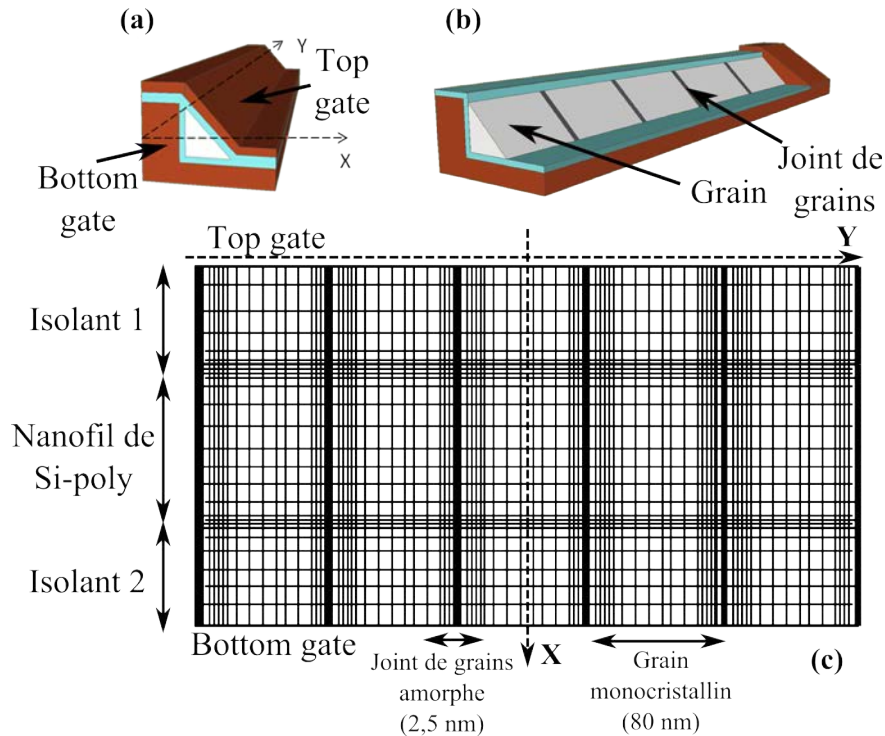 (a)
Y
Top
gate
X
Bottom
gate
(b)
Joint de
grains
Grain
Top gate
Y
Isolant 1
Nanofil de
Si-poly
Isolant 2
Bottom gate
X
(c)
Joint de grains
amorphe
(2,5 nm)
Grain
monocristallin
(80 nm)